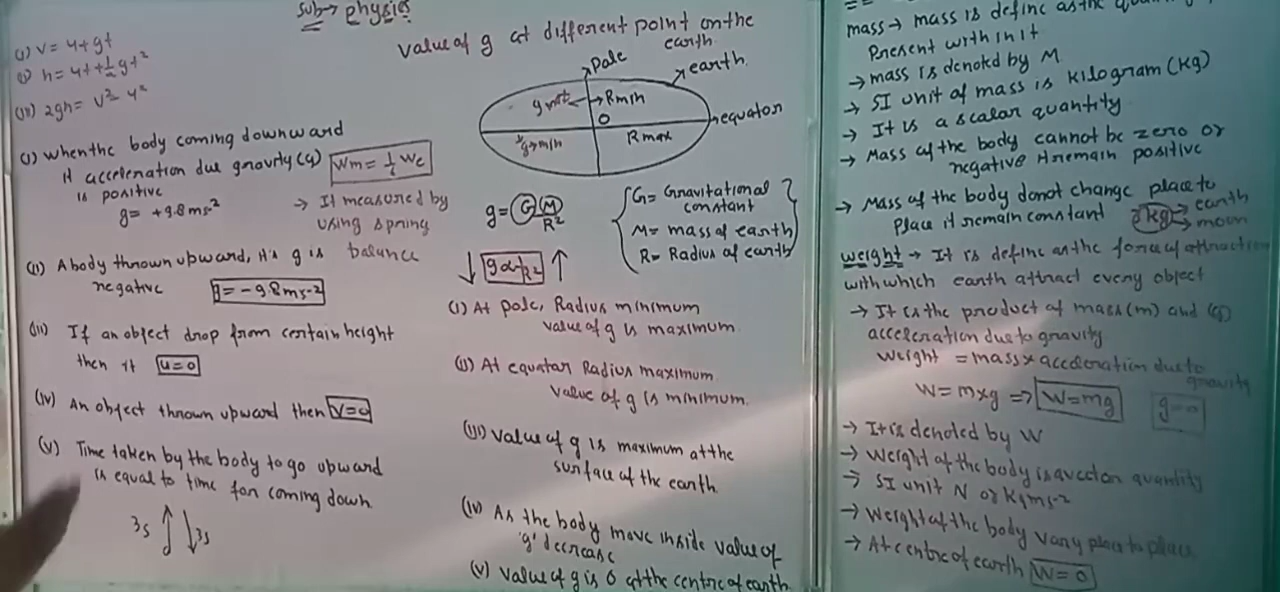 Sub→ Physics
(i) v = u+gt
(ii) h = ut+½gt²
(iii) 2gh = v²-u²
(i) when the body coming downward
it acceleration due gravity (g)
is positive
g = +9.8ms-²
Wm = ⅙ We
→ It measured by
using spring
balance
(ii) A body thrown upward, it's g is
negative
g = -9.8ms-²
(iii) If an object drop from certain height
then it u=0
(iv) An object thrown upward then V=0
(v) Time taken by the body to go upward
is equal to time for coming down
3s ↑ ↓ 3s
value of g at different point on the
earth
Pole
earth
Rmin
O
equator
g→min
Rmax
g = G M
R²
G = Gravitational
constant
M = mass of earth
R = Radius of earth
↓ g∝1/R² ↑
(i) At pole, Radius minimum
value of g is maximum
(ii) At equator Radius maximum
value of g is minimum
(iii) Value of g is maximum at the
surface of the earth
(iv) As the body move inside value of
'g' decrease
(v) Value of g is 0 at the centre of earth
mass→ mass is define as the
Present with in it
→ mass is denoted by M
→ SI unit of mass is kilogram (kg)
→ It is a scalar quantity
→ Mass of the body cannot be zero or
negative it remain positive
→ Mass of the body donot change place to
Place it remain constant 2kg → earth
→ moon
weight → It is define as the force of attraction
with which earth attract every object
→ It is the product of mass (m) and (g)
acceleration due to gravity
weight = mass × acceleration due to
gravity
W = m×g ⇒ W=mg g=0
→ It is denoted by W
→ Weight of the body is a vector quantity
→ SI unit N or kgms-²
→ Weight of the body vary place to place
→ At centre of earth W=0